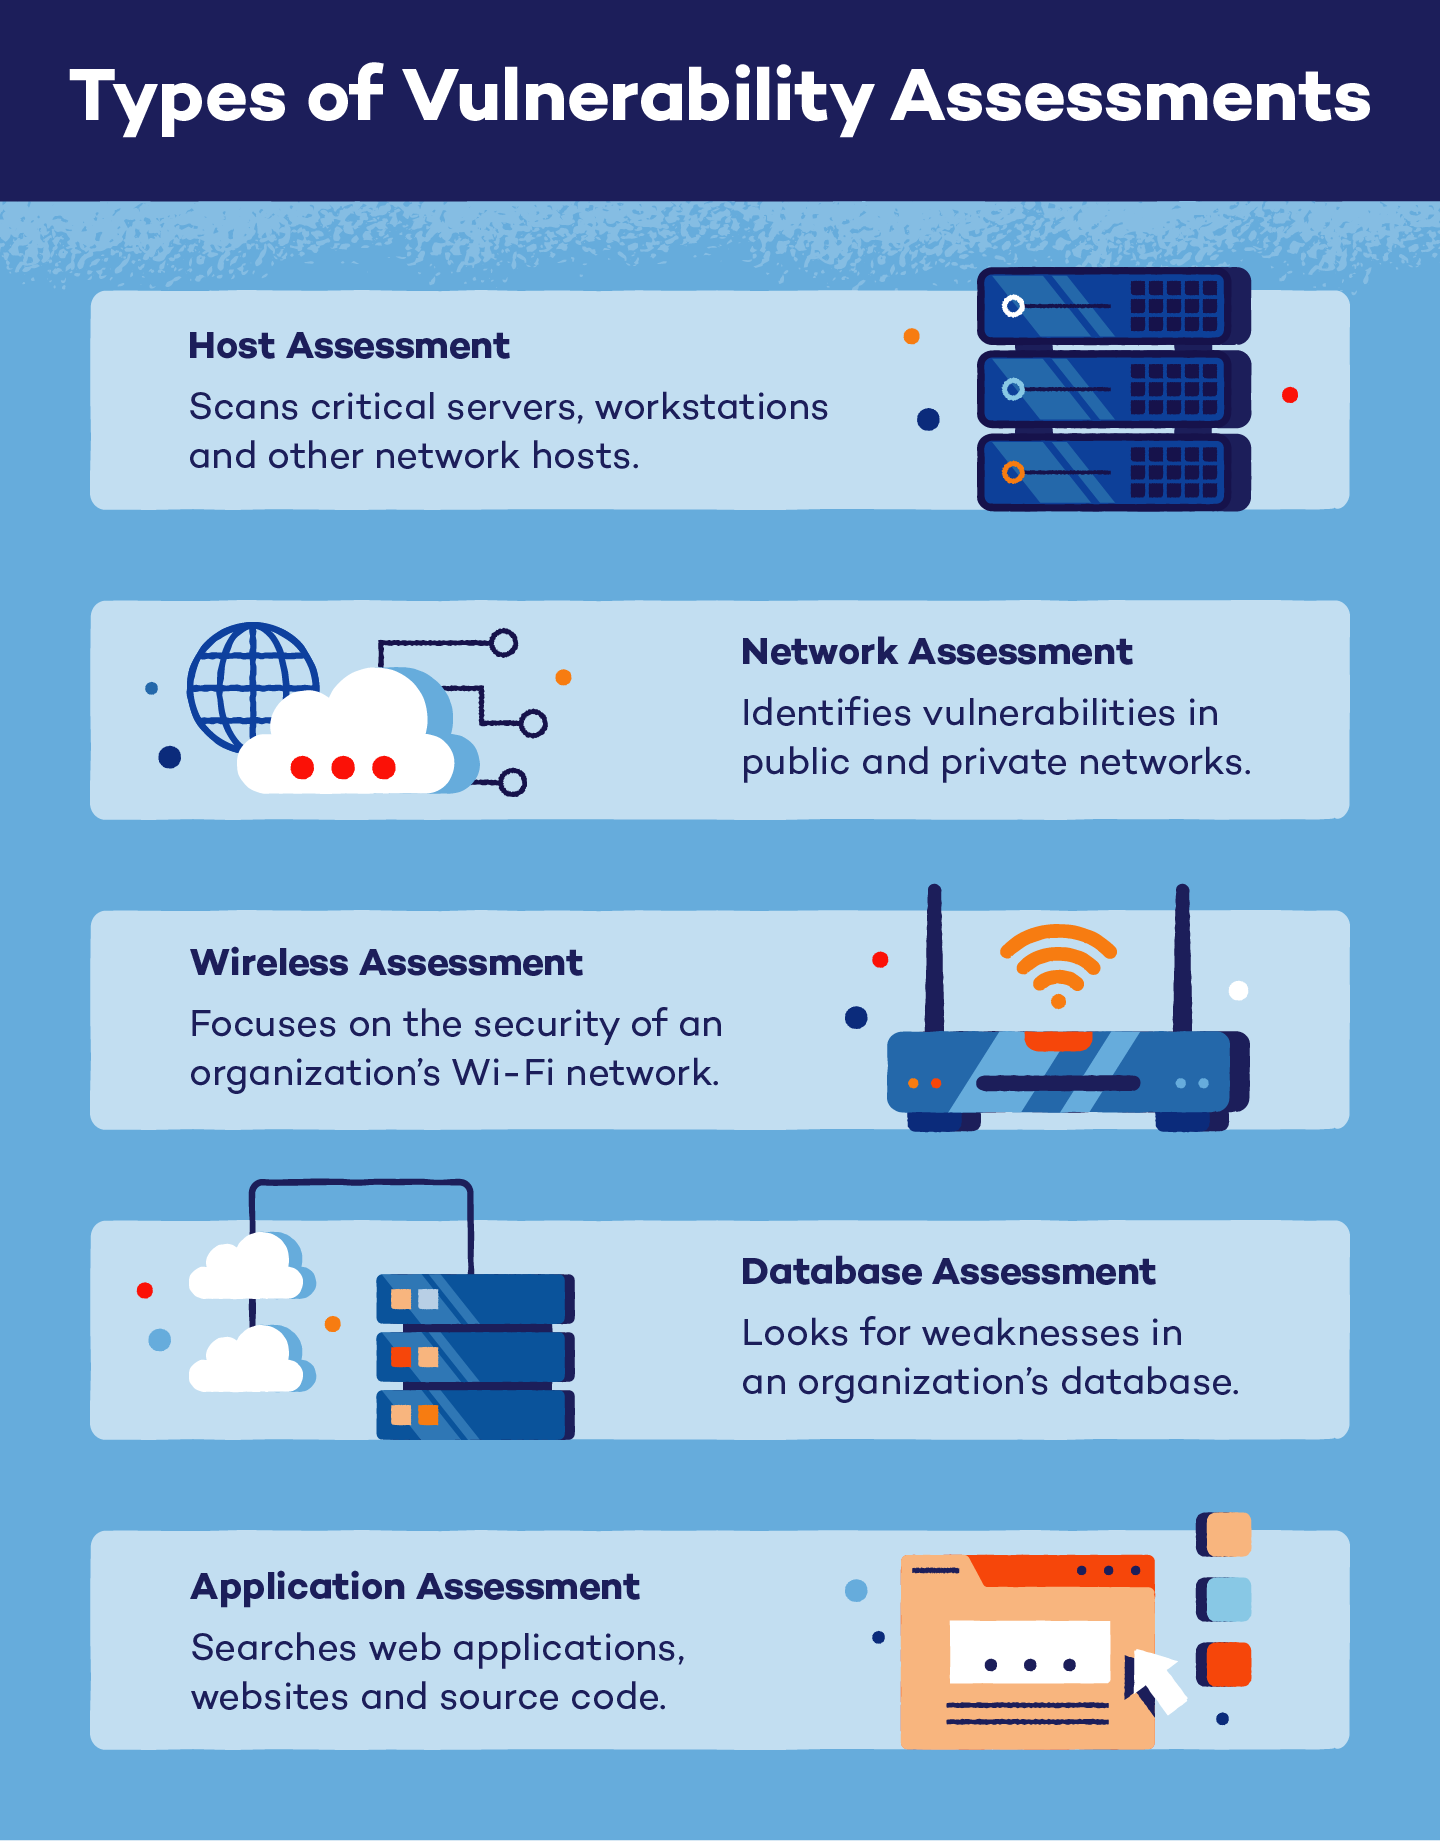 Types of Vulnerability Assessments
Host Assessment
Scans critical servers, workstations
and other network hosts.
Network Assessment
Identifies vulnerabilities in
public and private networks.
Wireless Assessment
Focuses on the security of an
organization’s Wi-Fi network.
Database Assessment
Looks for weaknesses in
an organization’s database.
Application Assessment
Searches web applications,
websites and source code.